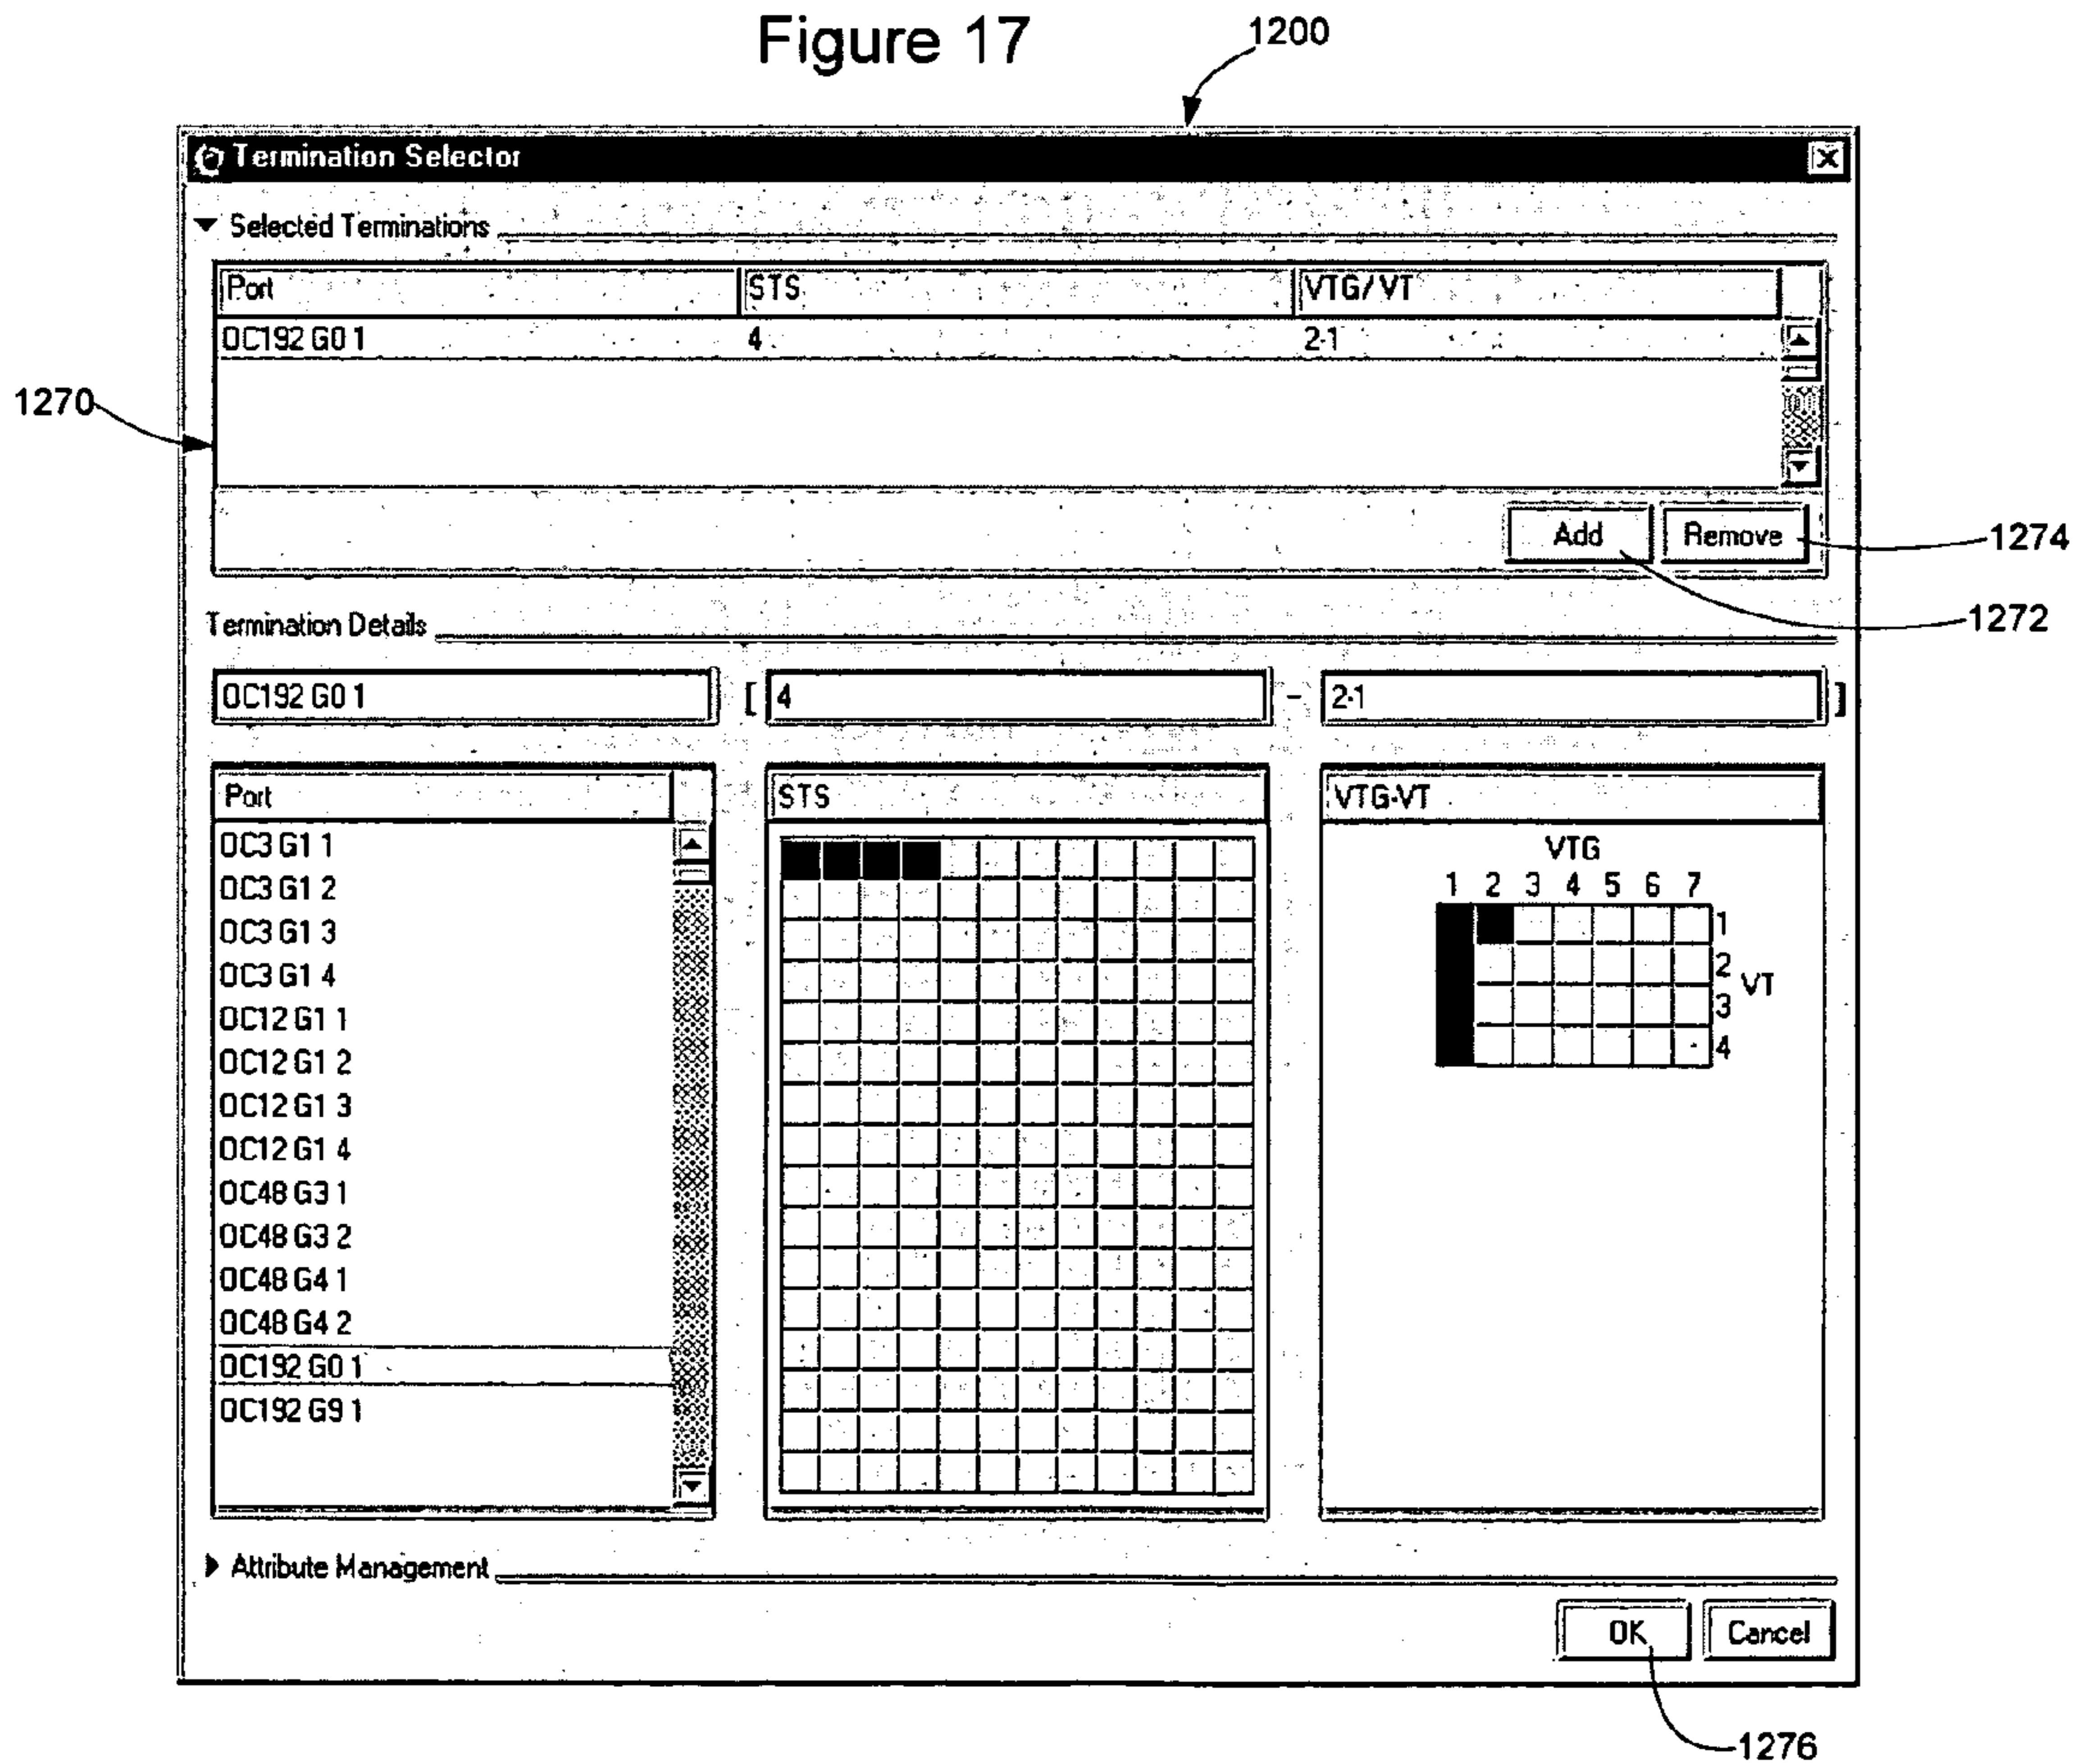 Figure 17
1200
Termination Selector
Selected Terminations
Port STS VTG/VT
OC192 G0 1 4 2-1
1270
Add Remove
1274
1272
Termination Details
OC192 G0 1 [ 4 - 2-1 ]
Port
OC3 G1 1
OC3 G1 2
OC3 G1 3
OC3 G1 4
OC12 G1 1
OC12 G1 2
OC12 G1 3
OC12 G1 4
OC48 G3 1
OC48 G3 2
OC48 G4 1
OC48 G4 2
OC192 G0 1
OC192 G9 1
STS
VTG-VT
VTG
1 2 3 4 5 6 7
1
2
VT
3
4
Attribute Management
OK Cancel
1276